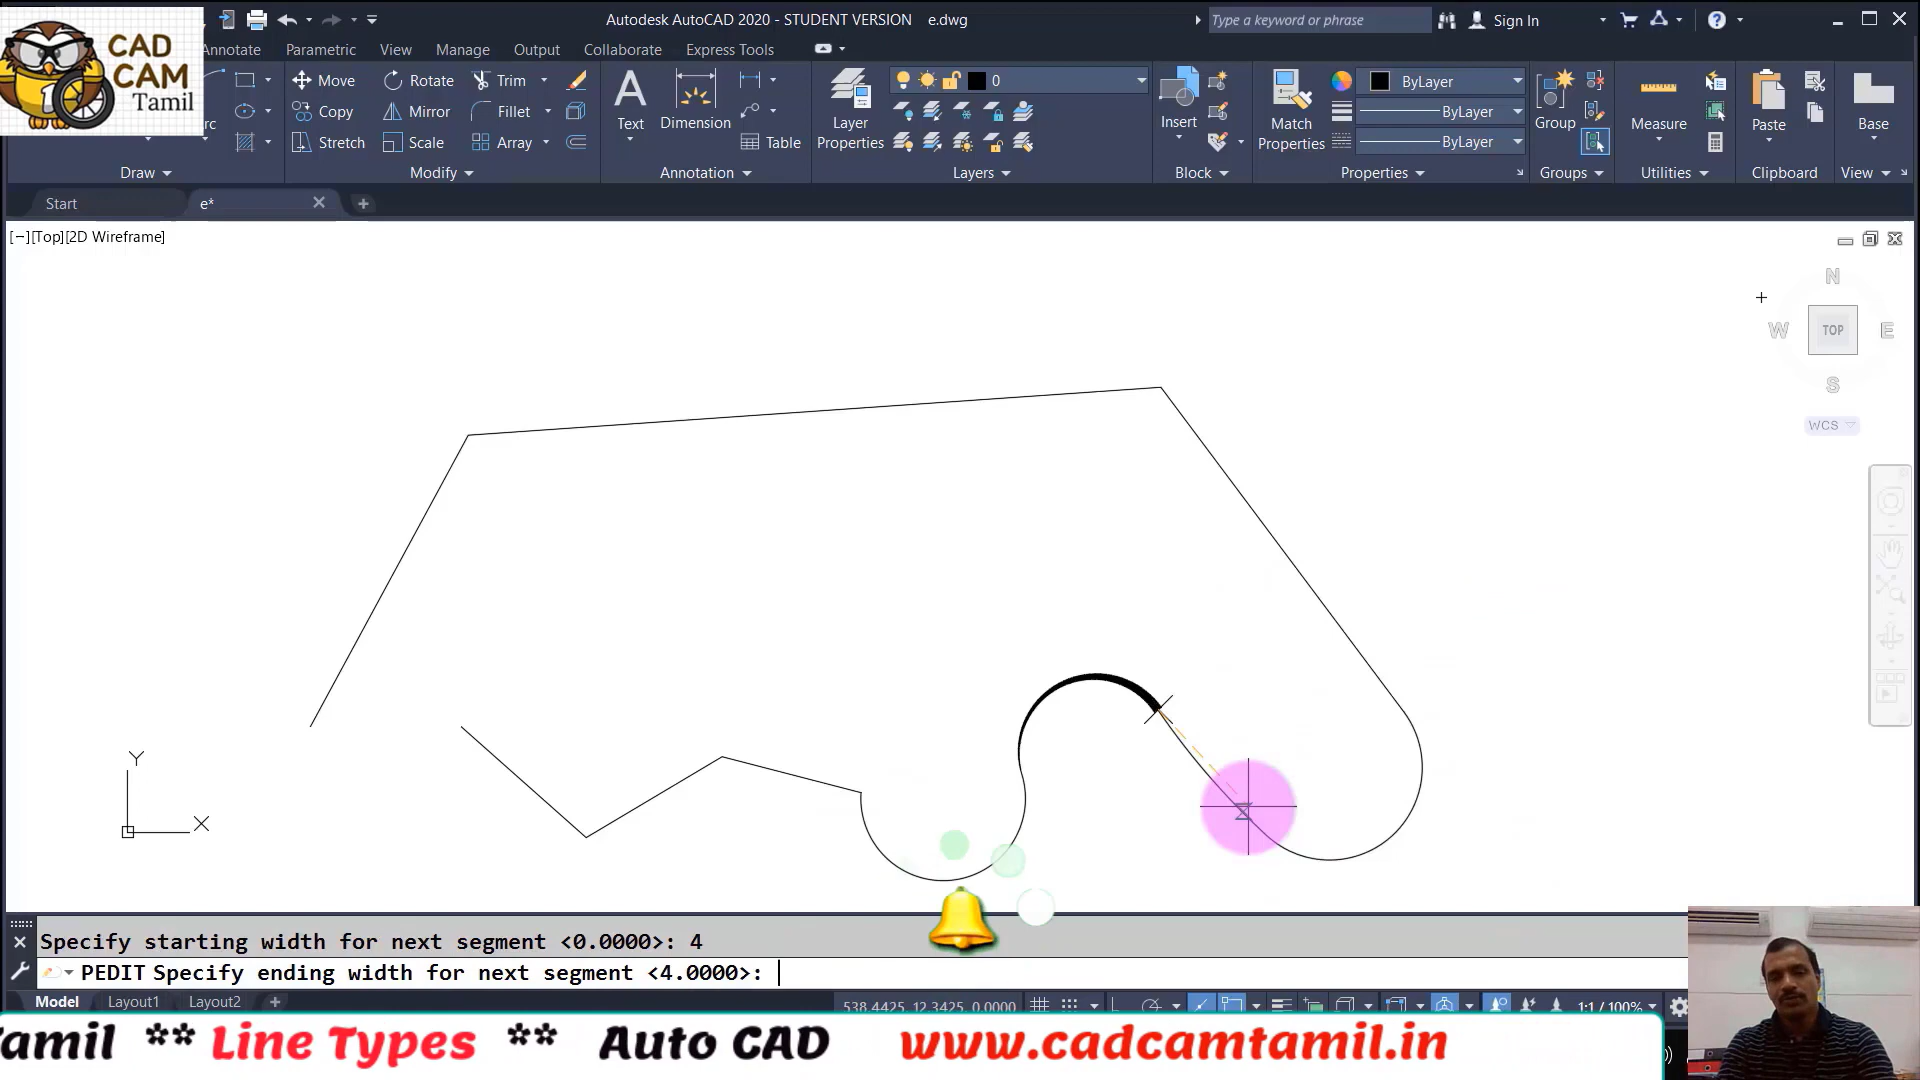 Autodesk AutoCAD 2020 - STUDENT VERSION e.dwg
Type a keyword or phrase
Sign In
CAD
CAM
Tamil
Annotate Parametric View Manage Output Collaborate Express Tools
Move Rotate Trim
Copy Mirror Fillet
Stretch Scale Array
Text
Dimension
Table
Layer
Properties
0
Insert
Match
Properties
ByLayer
ByLayer
ByLayer
Group
Measure
Paste
Base
Draw Modify Annotation Layers Block Properties Groups Utilities Clipboard View
Start e*
[−][Top][2D Wireframe]
N
W TOP E
S
WCS
Y
X
Specify starting width for next segment <0.0000>: 4
PEDIT Specify ending width for next segment <4.0000>:
Model Layout1 Layout2
538.4425, 12.3425, 0.0000
1:1 / 100%
Tamil ** Line Types ** Auto CAD www.cadcamtamil.in